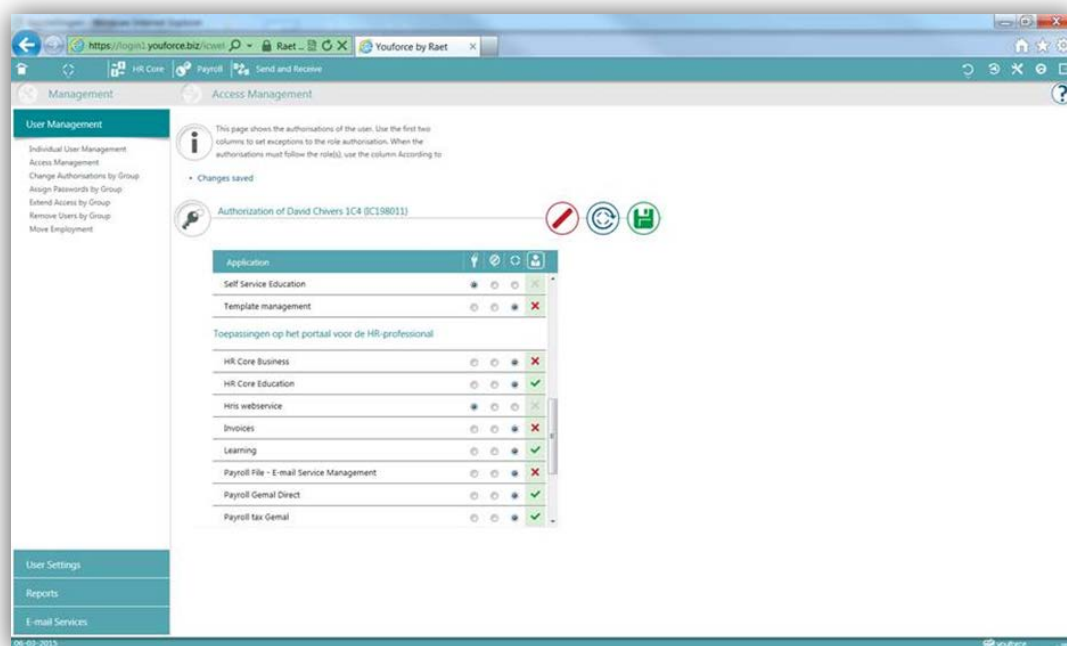 Windows Internet Explorer
https://login1.youforce.biz/icwel
Raet ...
Youforce by Raet
HR Core
Payroll
Send and Receive
Management
Access Management
User Management
Individual User Management
Access Management
Change Authorisations by Group
Assign Passwords by Group
Extend Access by Group
Remove Users by Group
Move Employment
This page shows the authorisations of the user. Use the first two
columns to set exceptions to the role authorisation. When the
authorisations must follow the role(s), use the column According to
Changes saved
Authorization of David Chivers 1C4 (IC198011)
Application
Self Service Education
Template management
Toepassingen op het portaal voor de HR-professional
HR Core Business
HR Core Education
Hris webservice
Invoices
Learning
Payroll File - E-mail Service Management
Payroll Gemal Direct
Payroll tax Gemal
User Settings
Reports
E-mail Services
06-03-2015
youforce